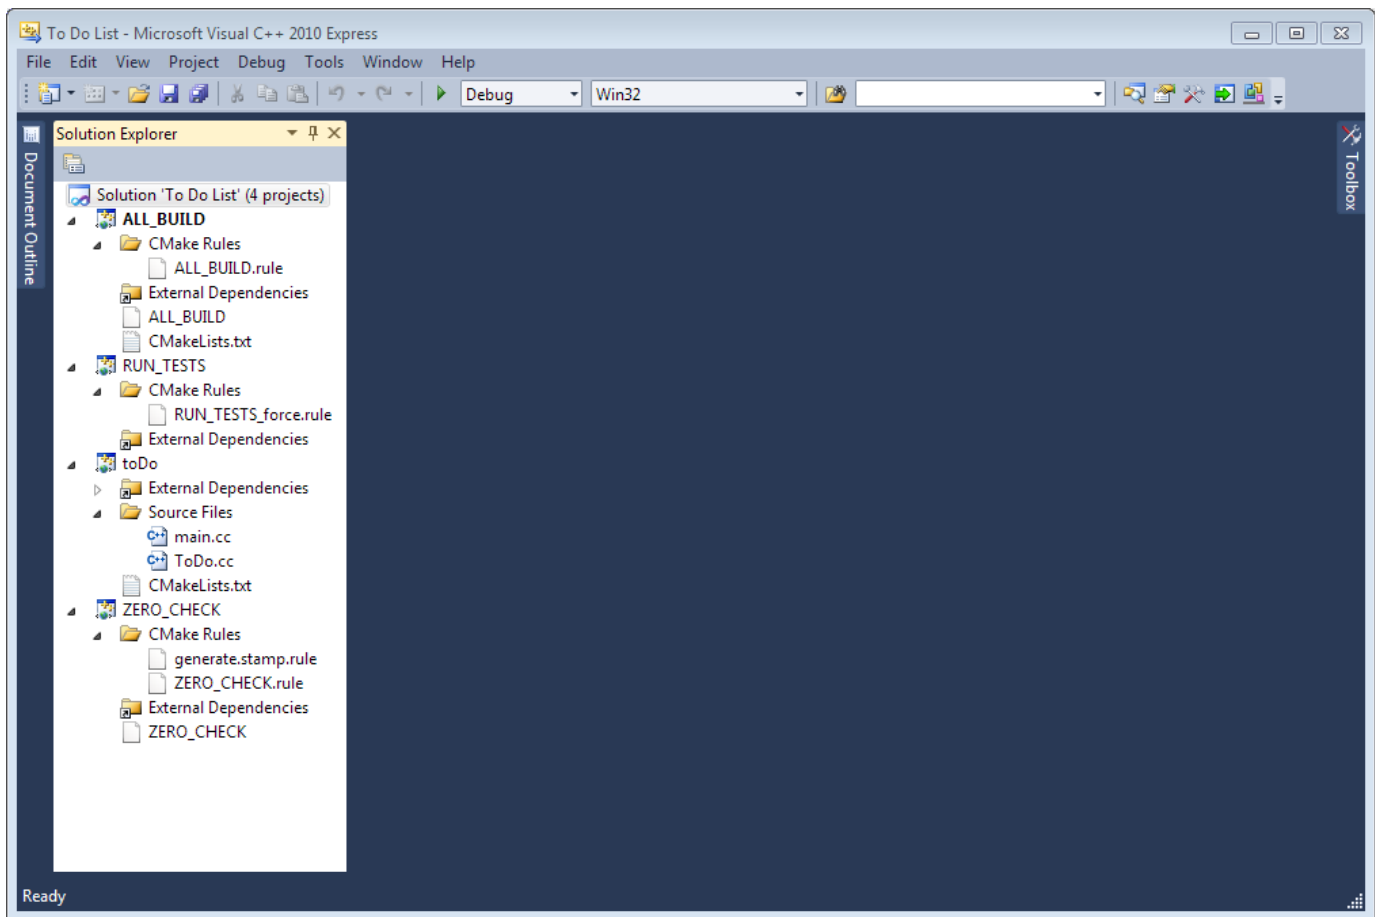 To Do List - Microsoft Visual C++ 2010 Express
File Edit View Project Debug Tools Window Help
Debug Win32
Document Outline
Solution Explorer
Toolbox
Solution 'To Do List' (4 projects)
ALL_BUILD
CMake Rules
ALL_BUILD.rule
External Dependencies
ALL_BUILD
CMakeLists.txt
RUN_TESTS
CMake Rules
RUN_TESTS_force.rule
External Dependencies
toDo
External Dependencies
Source Files
C++ main.cc
C++ ToDo.cc
CMakeLists.txt
ZERO_CHECK
CMake Rules
generate.stamp.rule
ZERO_CHECK.rule
External Dependencies
ZERO_CHECK
Ready